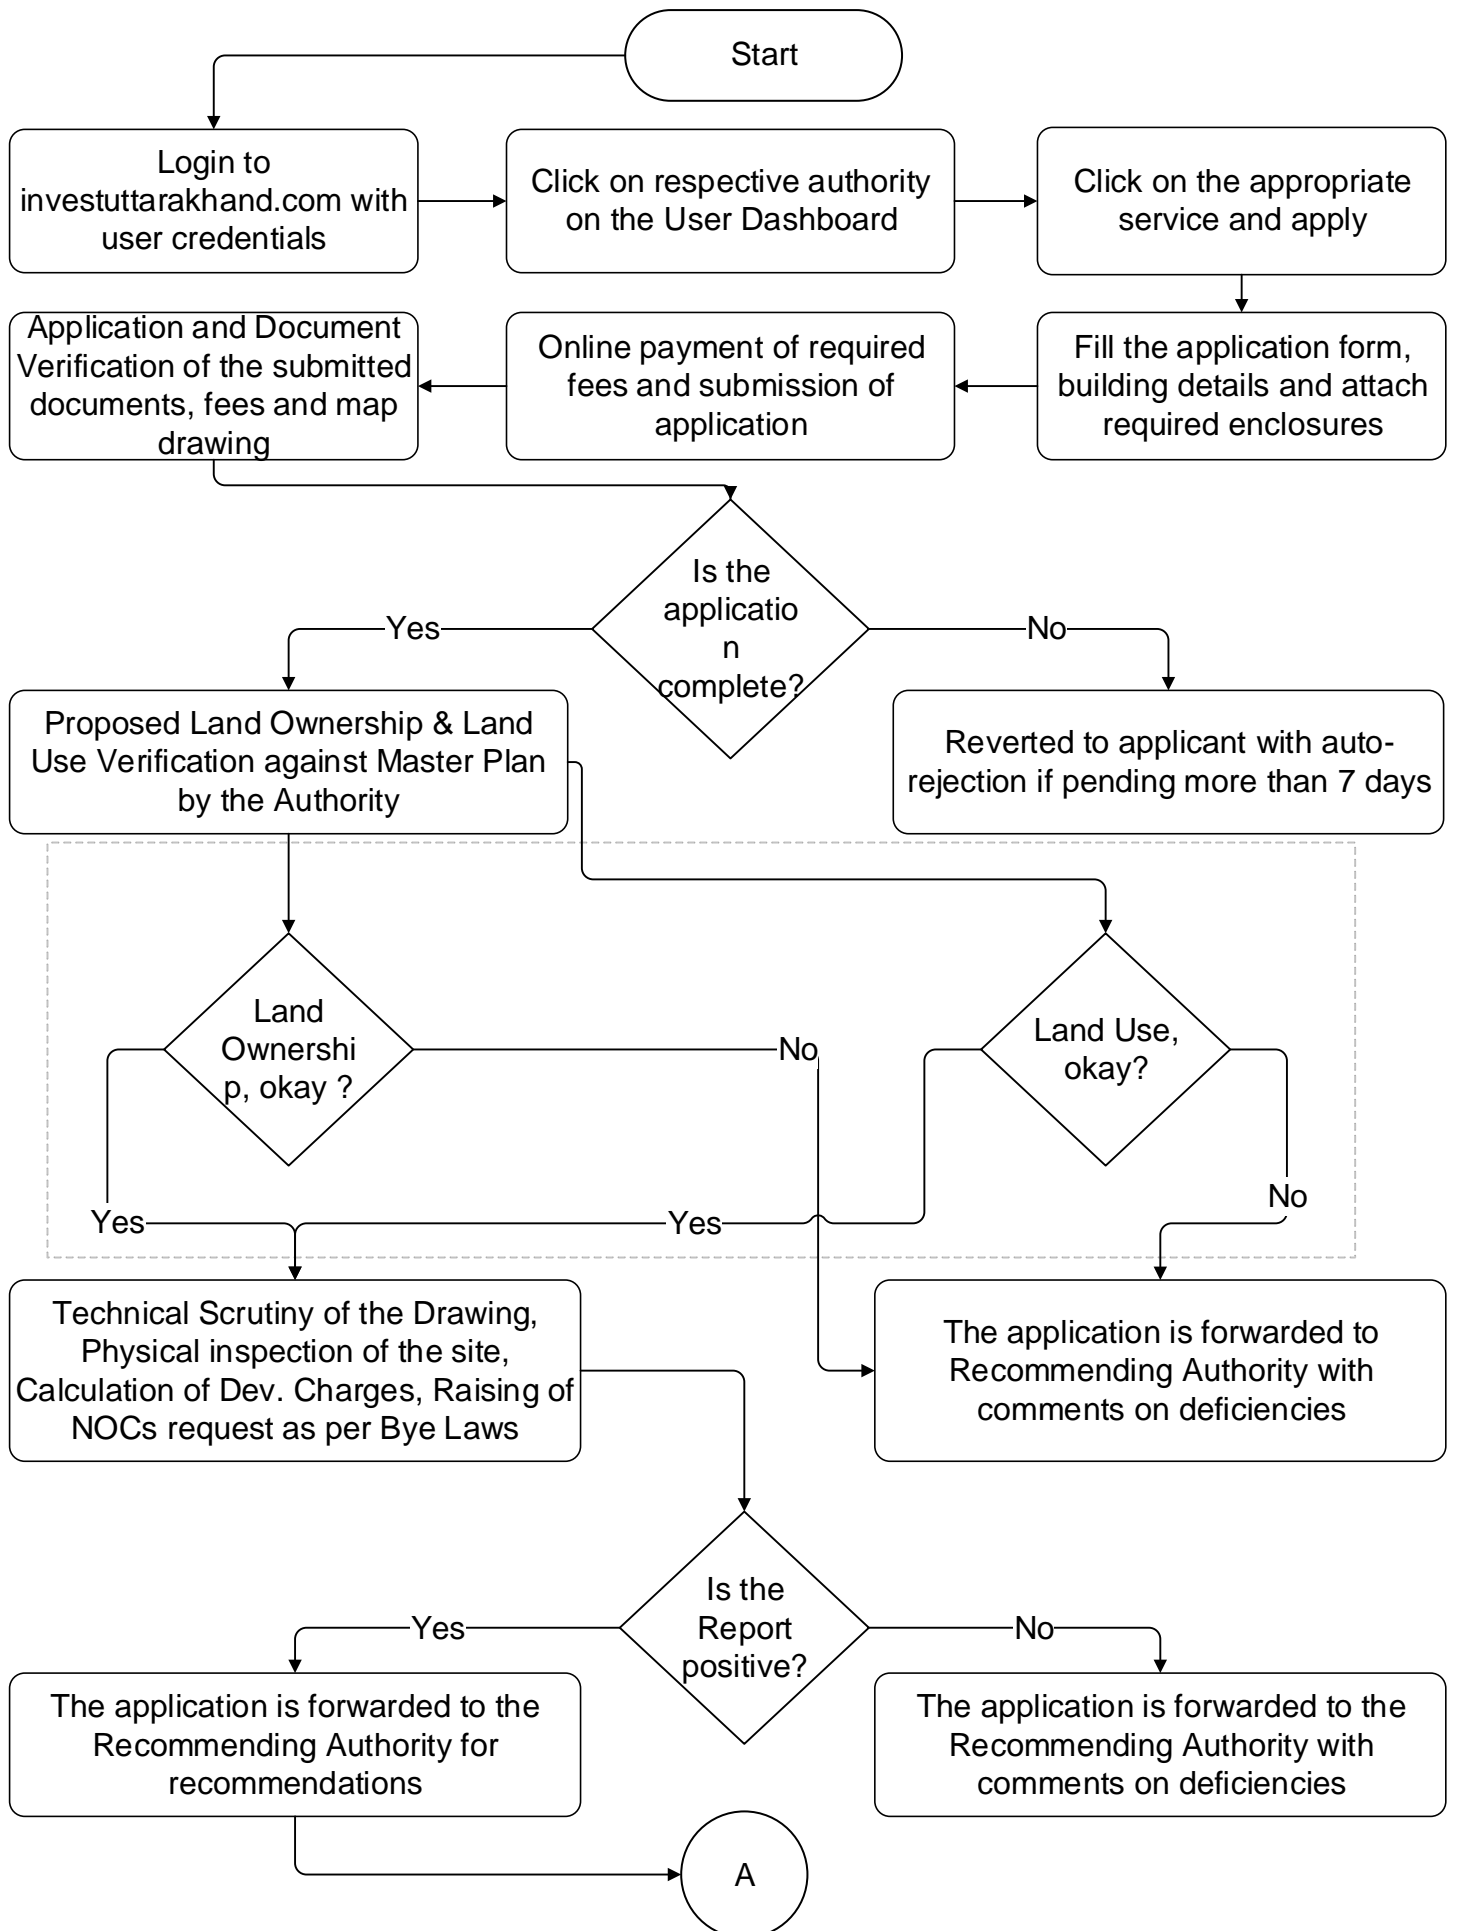 Start
Login to
investuttarakhand.com with
user credentials
Click on respective authority
on the User Dashboard
Click on the appropriate
service and apply
Application and Document
Verification of the submitted
documents, fees and map
drawing
Online payment of required
fees and submission of
application
Fill the application form,
building details and attach
required enclosures
Is the
applicatio
n
complete?
Yes
No
Proposed Land Ownership & Land
Use Verification against Master Plan
by the Authority
Reverted to applicant with auto-
rejection if pending more than 7 days
Land
Ownershi
p, okay ?
No
Land Use,
okay?
No
Yes
Yes
Technical Scrutiny of the Drawing,
Physical inspection of the site,
Calculation of Dev. Charges, Raising of
NOCs request as per Bye Laws
The application is forwarded to
Recommending Authority with
comments on deficiencies
Is the
Report
positive?
Yes
No
The application is forwarded to the
Recommending Authority for
recommendations
The application is forwarded to the
Recommending Authority with
comments on deficiencies
A